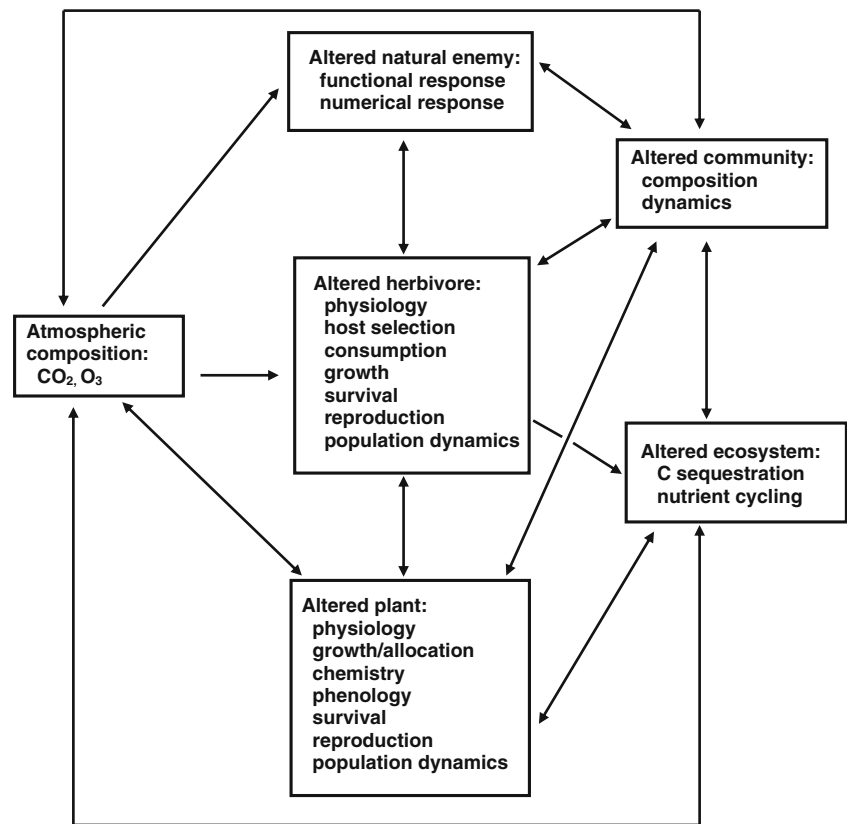 Altered natural enemy:
functional response
numerical response
Altered community:
composition
dynamics
Altered herbivore:
physiology
host selection
consumption
growth
survival
reproduction
population dynamics
Atmospheric
composition:
CO₂, O₃
Altered ecosystem:
C sequestration
nutrient cycling
Altered plant:
physiology
growth/allocation
chemistry
phenology
survival
reproduction
population dynamics